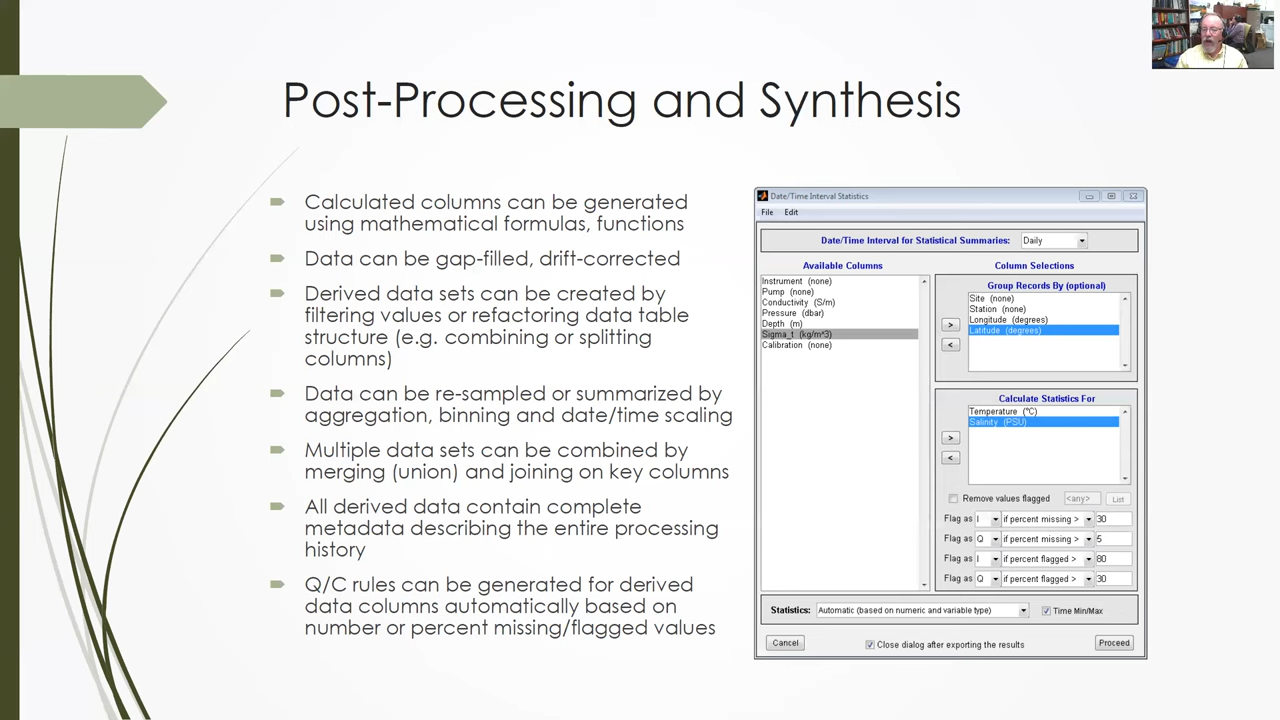 Post-Processing and Synthesis
Calculated columns can be generated
using mathematical formulas, functions
Data can be gap-filled, drift-corrected
Derived data sets can be created by
filtering values or refactoring data table
structure (e.g. combining or splitting
columns)
Data can be re-sampled or summarized by
aggregation, binning and date/time scaling
Multiple data sets can be combined by
merging (union) and joining on key columns
All derived data contain complete
metadata describing the entire processing
history
Q/C rules can be generated for derived
data columns automatically based on
number or percent missing/flagged values
Date/Time Interval Statistics
File Edit
Date/Time Interval for Statistical Summaries: Daily
Available Columns
Instrument (none)
Pump (none)
Conductivity (S/m)
Pressure (dbar)
Depth (m)
Sigma_t (kg/m^3)
Calibration (none)
Column Selections
Group Records By (optional)
Site (none)
Station (none)
Longitude (degrees)
Latitude (degrees)
>
<
Calculate Statistics For
Temperature (°C)
Salinity (PSU)
>
<
Remove values flagged <any> List
Flag as I if percent missing > 30
Flag as Q if percent missing > 5
Flag as I if percent flagged > 80
Flag as Q if percent flagged > 30
Statistics: Automatic (based on numeric and variable type) Time Min/Max
Cancel Close dialog after exporting the results Proceed